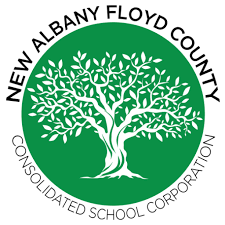 NEW ALBANY FLOYD COUNTY
CONSOLIDATED SCHOOL CORPORATION